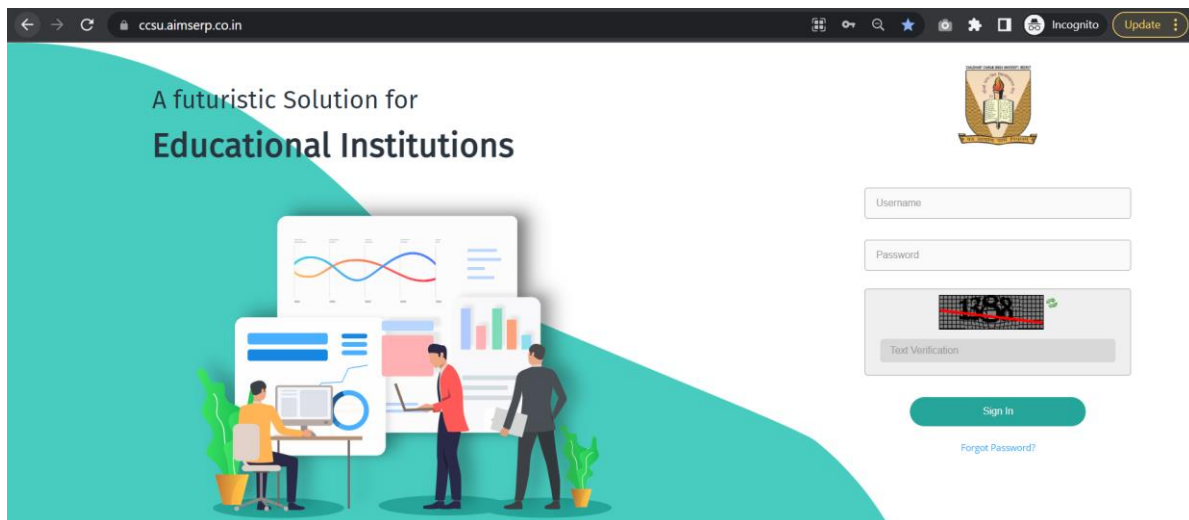 ccsu.aimserp.co.in
Incognito
Update
A futuristic Solution for
Educational Institutions
Username
Password
Text Verification
Sign In
Forgot Password?